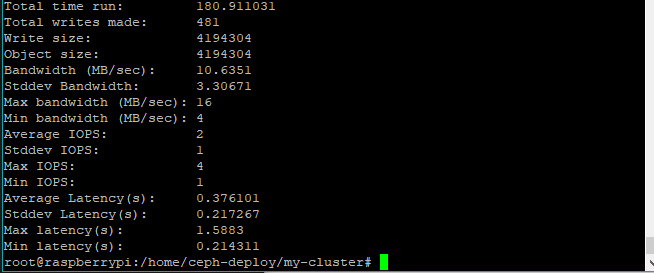 Total time run: 180.911031
Total writes made: 481
Write size: 4194304
Object size: 4194304
Bandwidth (MB/sec): 10.6351
Stddev Bandwidth: 3.30671
Max bandwidth (MB/sec): 16
Min bandwidth (MB/sec): 4
Average IOPS: 2
Stddev IOPS: 1
Max IOPS: 4
Min IOPS: 1
Average Latency(s): 0.376101
Stddev Latency(s): 0.217267
Max latency(s): 1.5883
Min latency(s): 0.214311
root@raspberrypi:/home/ceph-deploy/my-cluster#